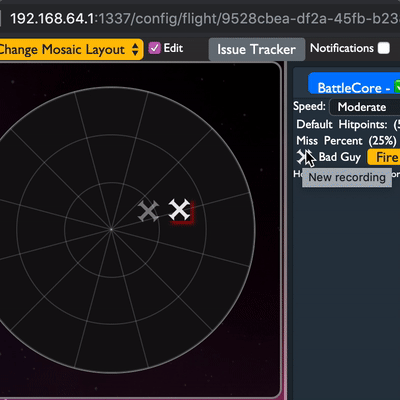 192.168.64.1:1337/config/flight/9528cbea-df2a-45fb-b23
Change Mosaic Layout
Edit
Issue Tracker
Notifications
BattleCore -
Speed: Moderate
Default Hitpoints: (
Miss Percent (25%)
Bad Guy Fire
New recording